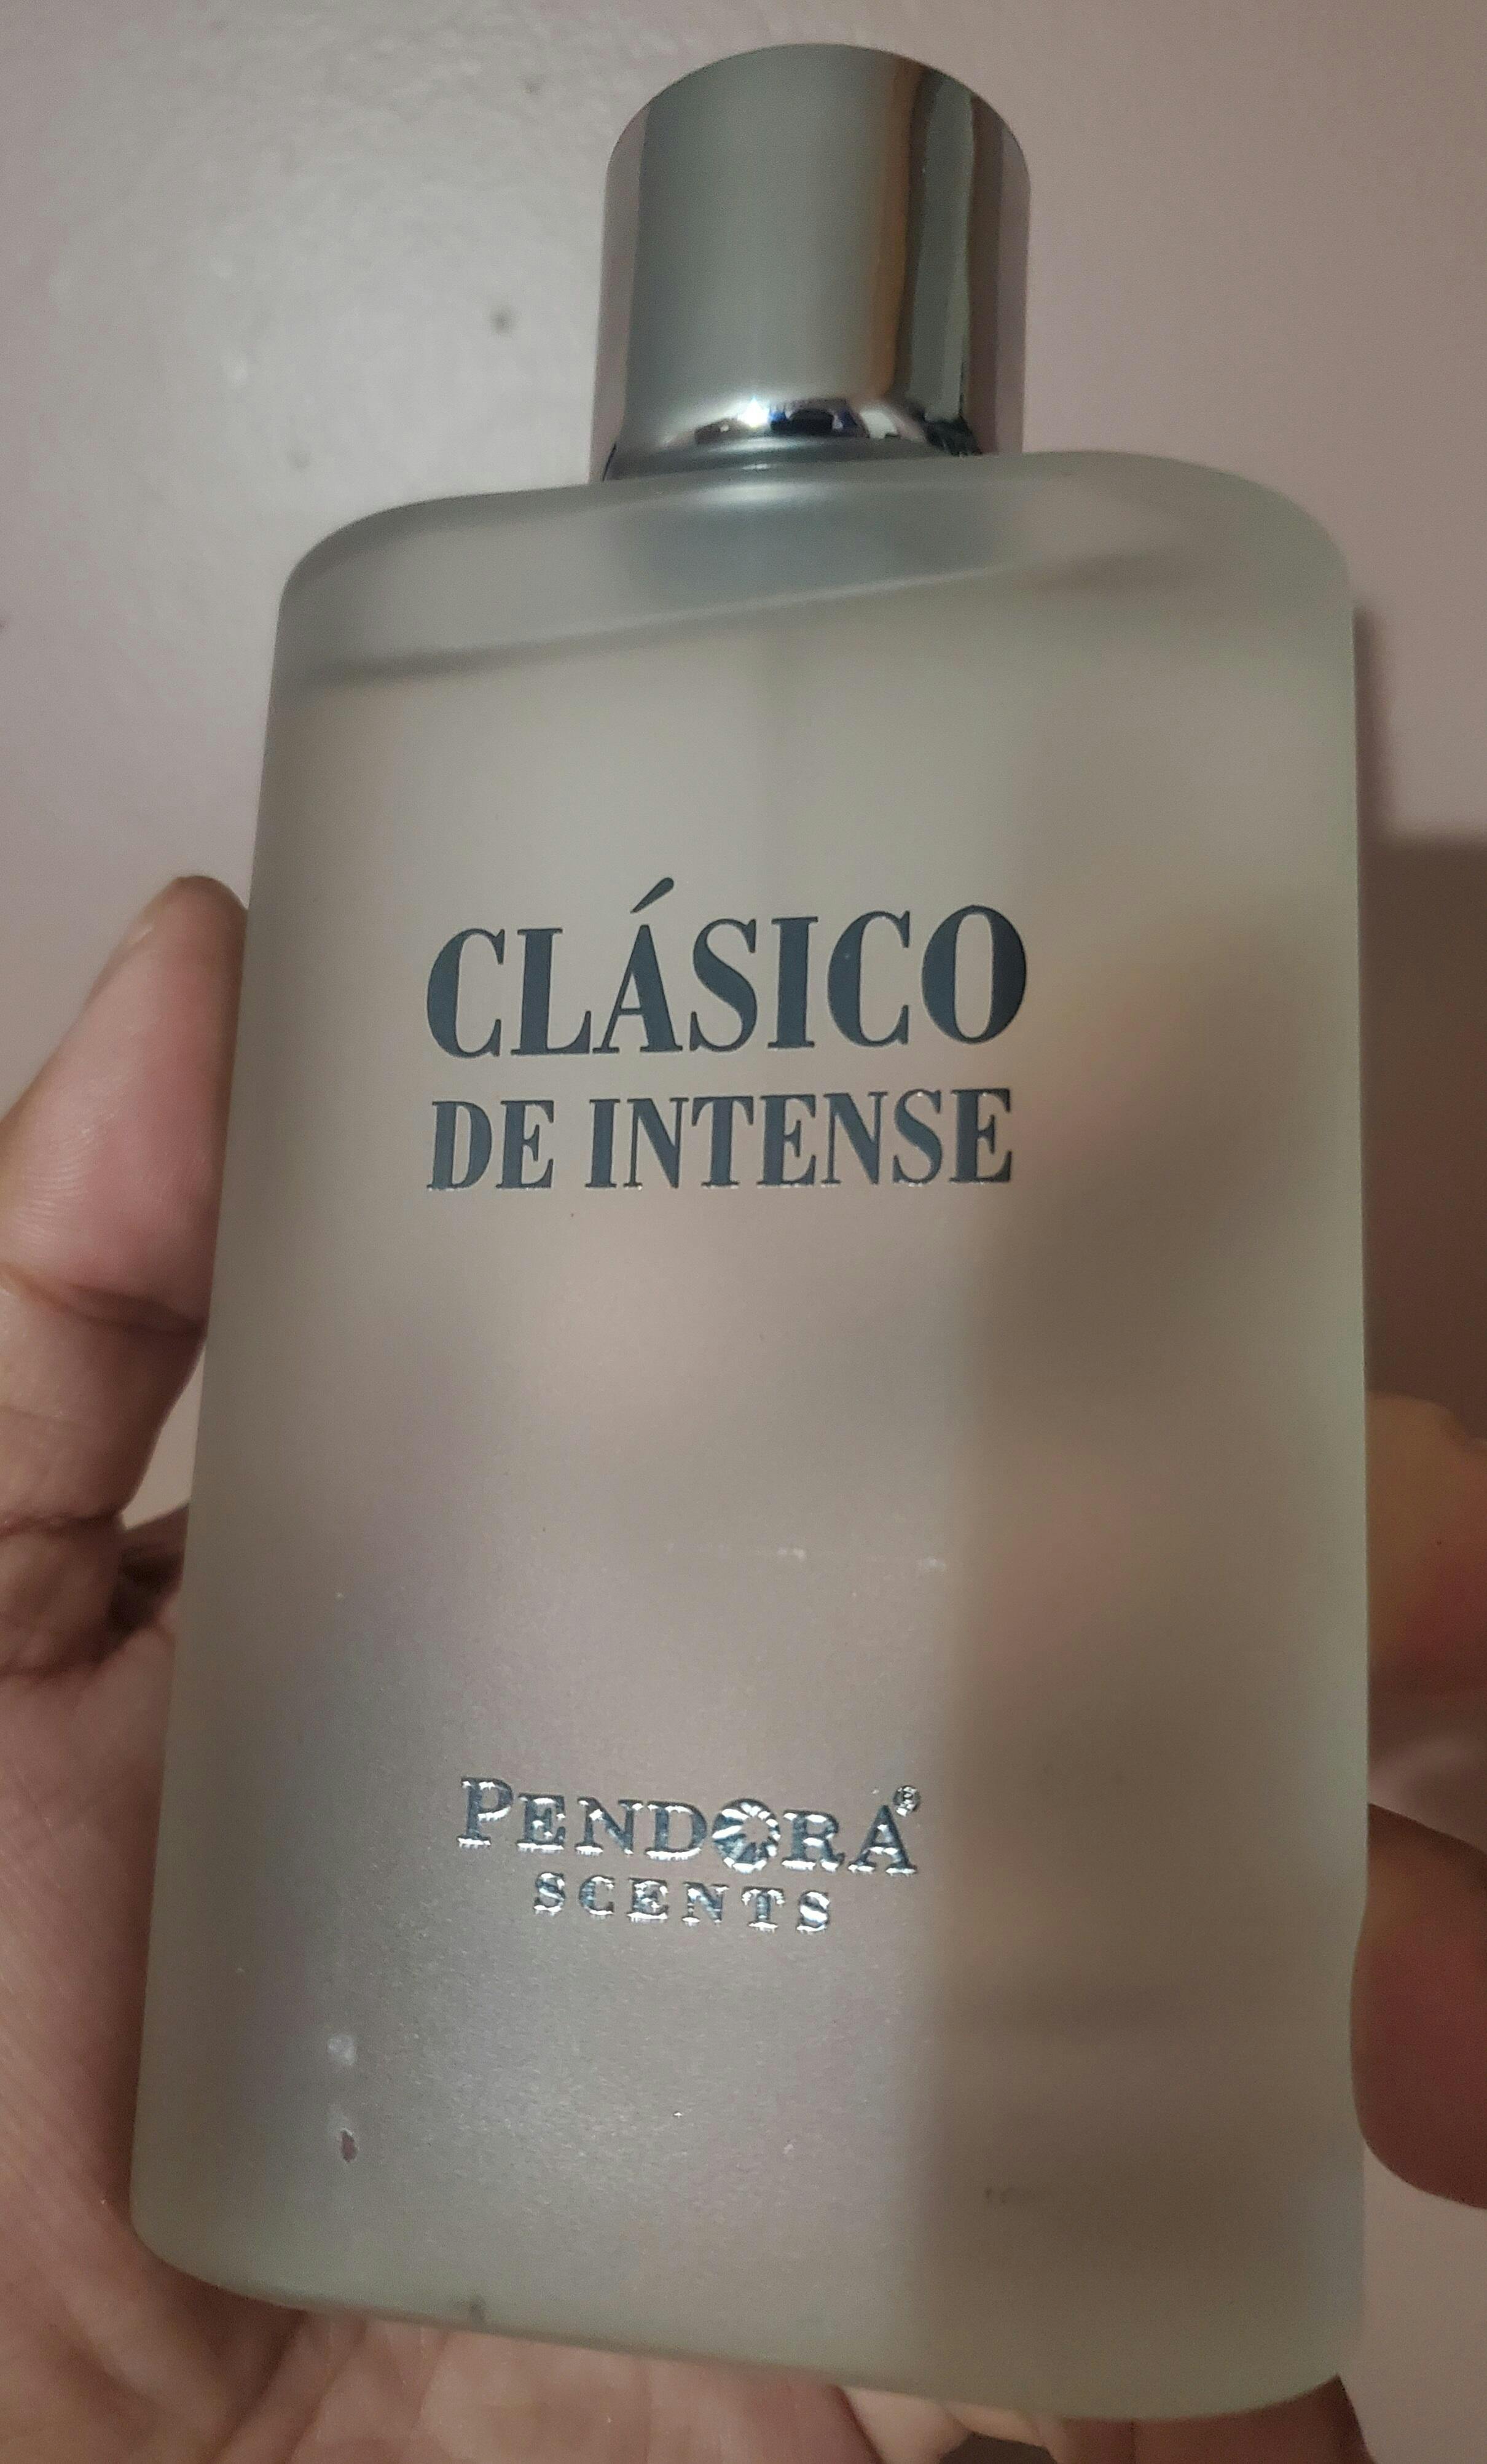 CLÁSICO
DE INTENSE
PENDORA®
SCENTS